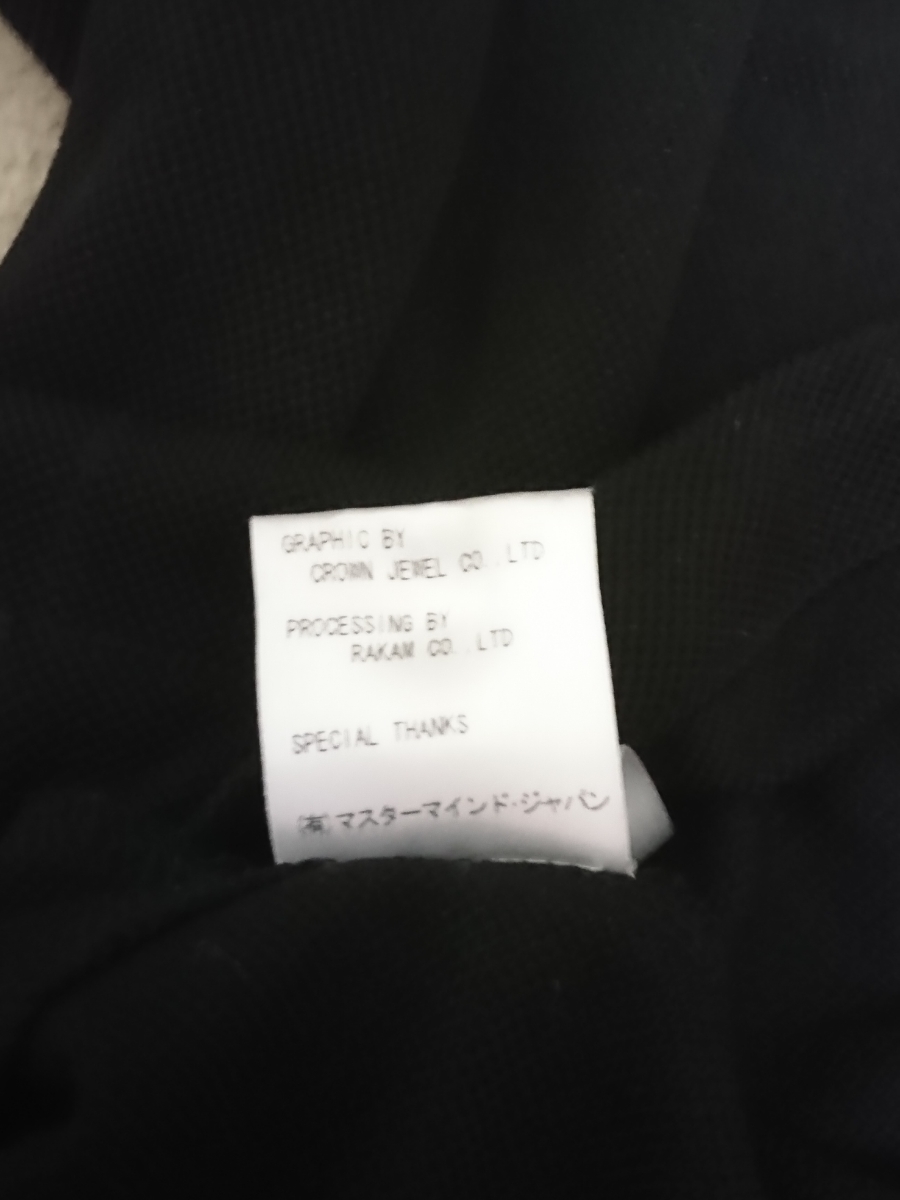 GRAPHIC BY
CROWN JEWEL CO.,LTD
PROCESSING BY
RAKAM CO.,LTD
SPECIAL THANKS
(有)マスターマインド・ジャパン